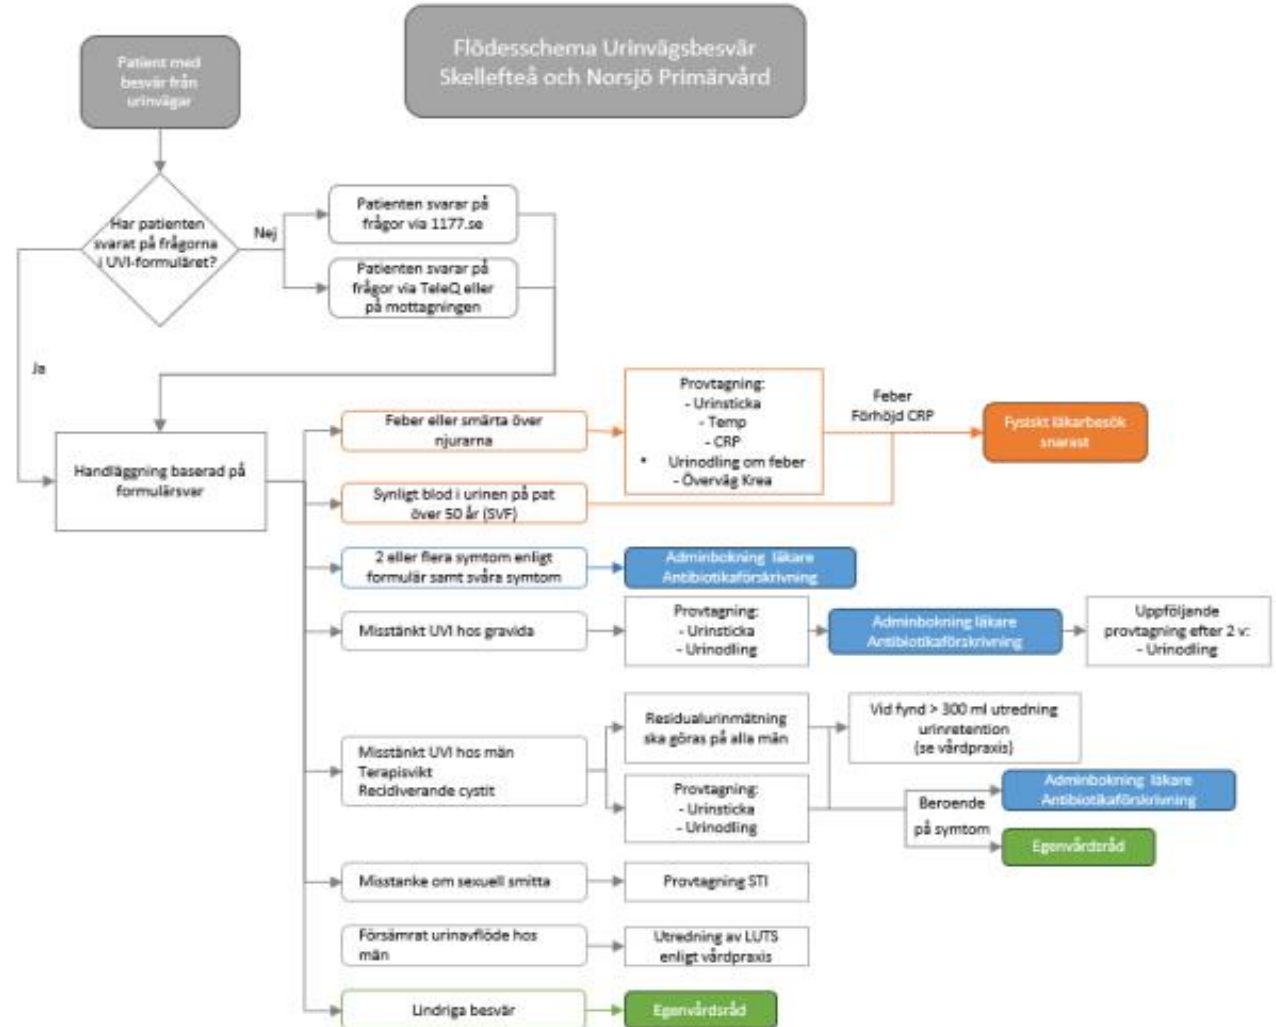 Flödesschema Urinvägsbesvär
Skellefteå och Norsjö Primärvård
Patient med
besvär från
urinvägar
Har patienten
svarat på frågorna
i UVI-formuläret?
Nej
Ja
Patienten svarar på
frågor via 1177.se
Patienten svarar på
frågor via TeleQ eller
på mottagningen
Handläggning baserad på
formulärsvar
Feber eller smärta över
njurarna
Provtagning:
- Urinsticka
- Temp
- CRP
• Urinodling om feber
- Överväg Krea
Feber
Förhöjd CRP
Fysiskt läkarbesök
snarast
Synligt blod i urinen på pat
över 50 år (SVF)
2 eller flera symtom enligt
formulär samt svåra symtom
Adminbokning läkare
Antibiotikaförskrivning
Misstänkt UVI hos gravida
Provtagning:
- Urinsticka
- Urinodling
Adminbokning läkare
Antibiotikaförskrivning
Uppföljande
provtagning efter 2 v:
- Urinodling
Misstänkt UVI hos män
Terapisvikt
Recidiverande cystit
Residualurinmätning
ska göras på alla män
Vid fynd > 300 ml utredning
urinretention
(se vårdpraxis)
Provtagning:
- Urinsticka
- Urinodling
Beroende
på symtom
Adminbokning läkare
Antibiotikaförskrivning
Egenvårdsråd
Misstanke om sexuell smitta
Provtagning STI
Försämrat urinavflöde hos
män
Utredning av LUTS
enligt vårdpraxis
Lindriga besvär
Egenvårdsråd